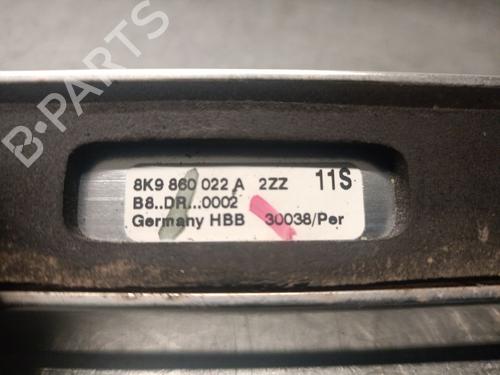 B-PARTS
8K9 860 022 A 2ZZ 11S
B8..DR...0002
Germany HBB 30038/Per